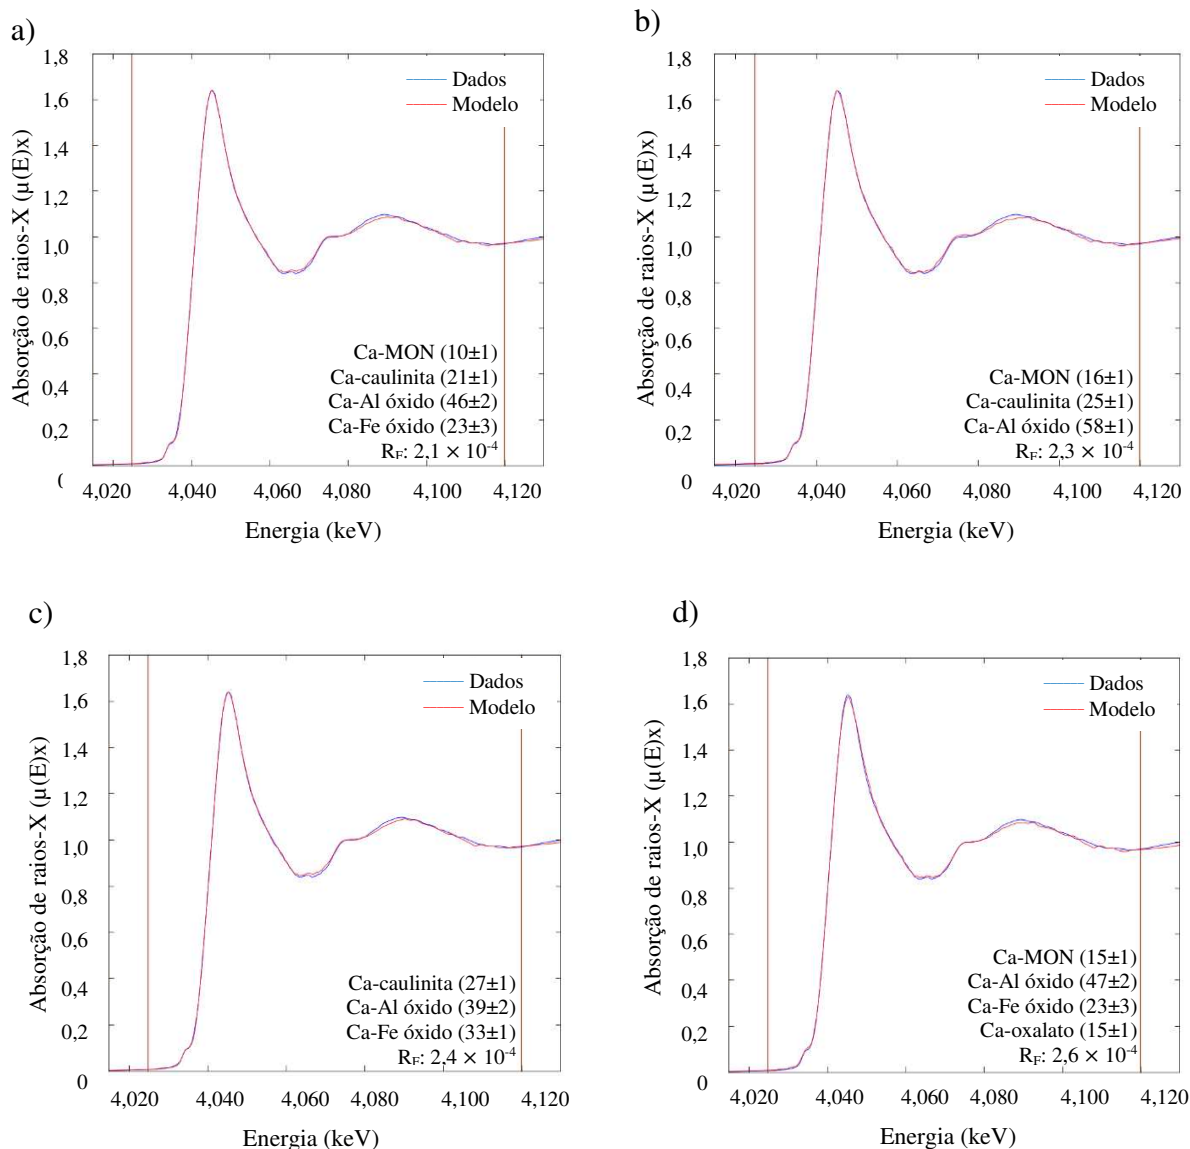 a)
1,8
1,6
1,4
1,2
1,0
0,8
0,6
0,4
0,2
(
Absorção de raios-X (μ(E)x)
Dados
Modelo
Ca-MON (10±1)
Ca-caulinita (21±1)
Ca-Al óxido (46±2)
Ca-Fe óxido (23±3)
R_F: 2,1 × 10⁻⁴
4,020 4,040 4,060 4,080 4,100 4,120
Energia (keV)
b)
1,8
1,6
1,4
1,2
1,0
0,8
0,6
0,4
0,2
0
Absorção de raios-X (μ(E)x
Dados
Modelo
Ca-MON (16±1)
Ca-caulinita (25±1)
Ca-Al óxido (58±1)
R_F: 2,3 × 10⁻⁴
4,020 4,040 4,060 4,080 4,100 4,120
Energia (keV)
c)
1,8
1,6
1,4
1,2
1,0
0,8
0,6
0,4
0,2
0
Absorção de raios-X (μ(E)x)
Dados
Modelo
Ca-caulinita (27±1)
Ca-Al óxido (39±2)
Ca-Fe óxido (33±1)
R_F: 2,4 × 10⁻⁴
4,020 4,040 4,060 4,080 4,100 4,120
Energia (keV)
d)
1,8
1,6
1,4
1,2
1,0
0,8
0,6
0,4
0,2
0
Absorção de raios-X (μ(E)x)
Dados
Modelo
Ca-MON (15±1)
Ca-Al óxido (47±2)
Ca-Fe óxido (23±3)
Ca-oxalato (15±1)
R_F: 2,6 × 10⁻⁴
4,020 4,040 4,060 4,080 4,100 4,120
Energia (keV)